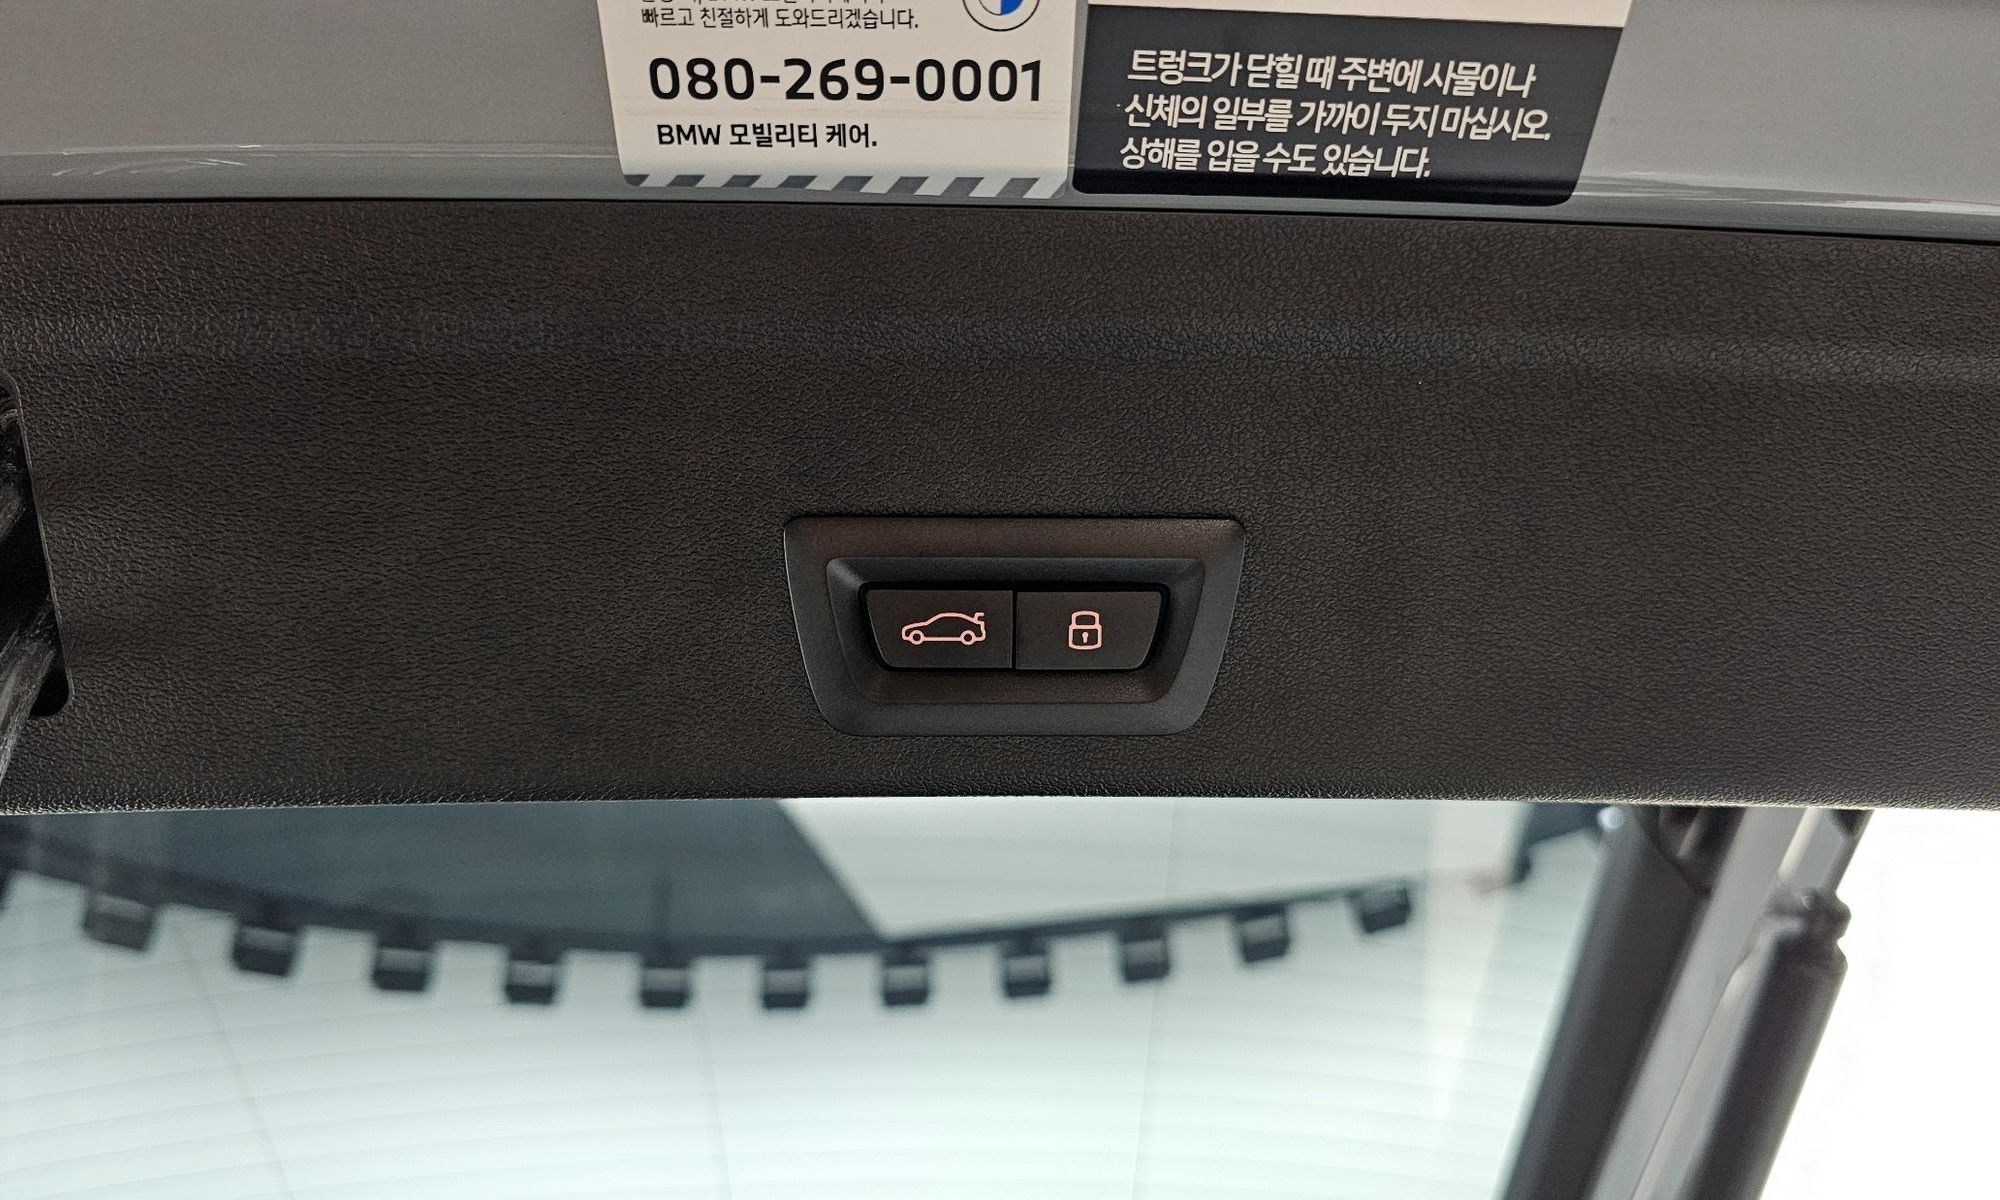 빠르고 친절하게 도와드리겠습니다.
080-269-0001
BMW 모빌리티 케어.
트렁크가 닫힐 때 주변에 사물이나
신체의 일부를 가까이 두지 마십시오.
상해를 입을 수도 있습니다.